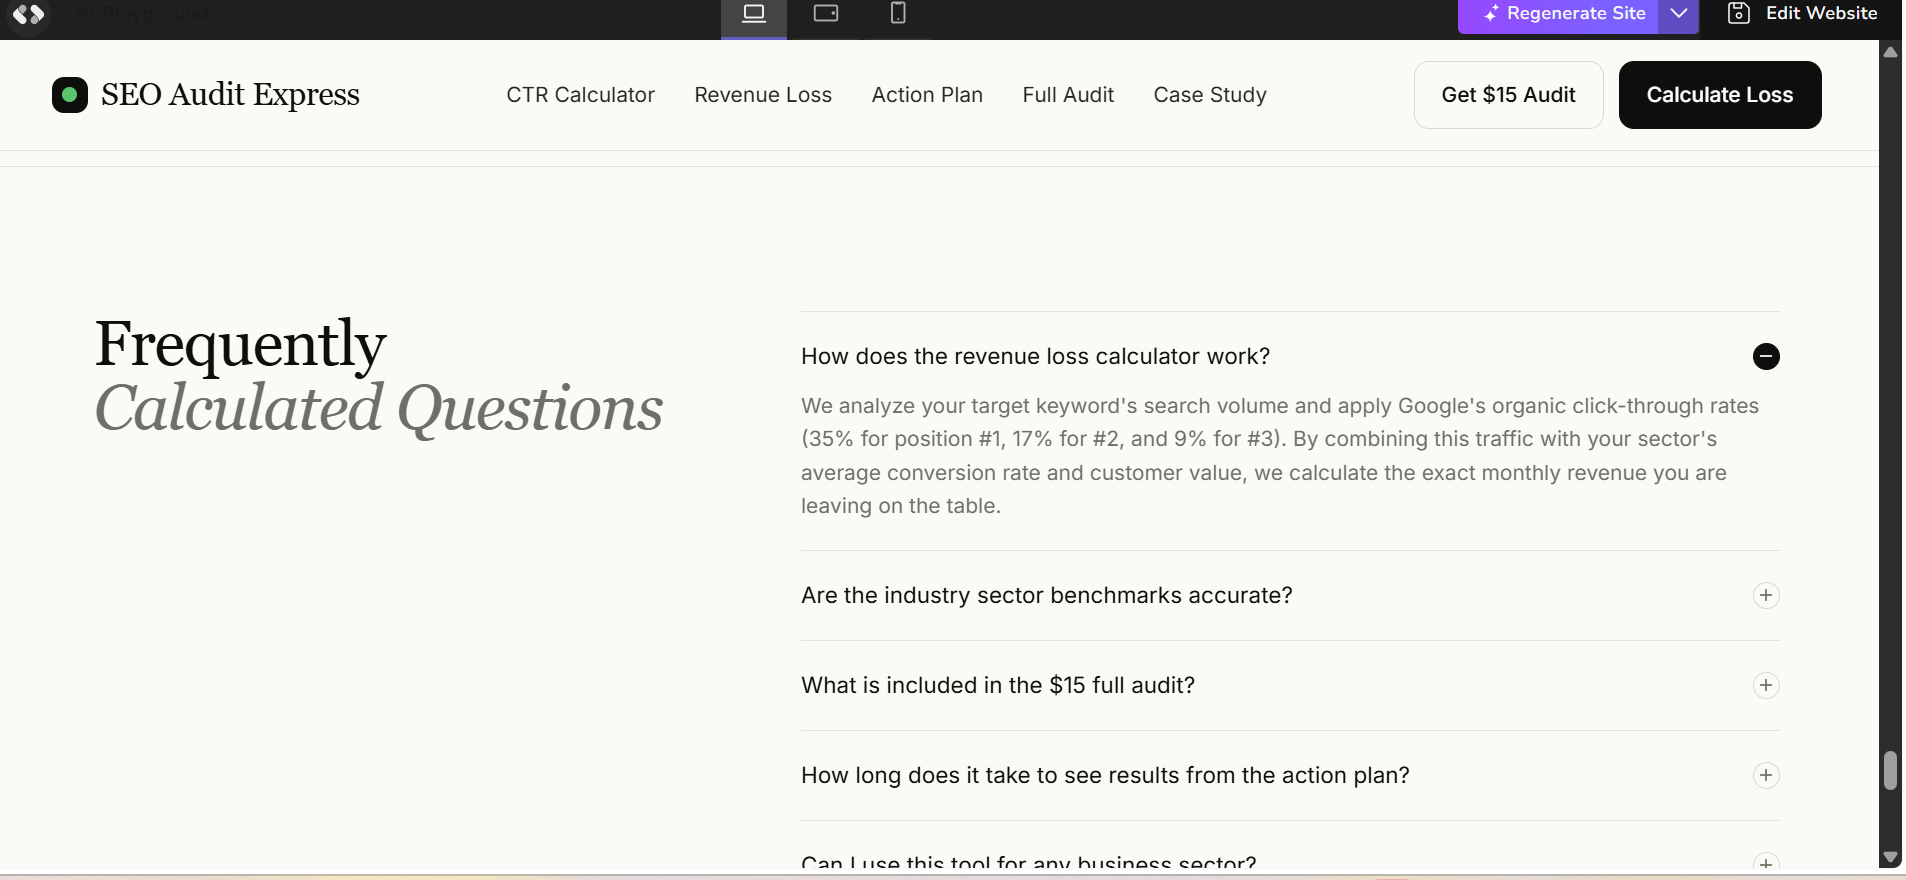 AI Playground
Regenerate Site
Edit Website
SEO Audit Express
CTR Calculator
Revenue Loss
Action Plan
Full Audit
Case Study
Get $15 Audit
Calculate Loss
Frequently
Calculated Questions
How does the revenue loss calculator work?
We analyze your target keyword's search volume and apply Google's organic click-through rates
(35% for position #1, 17% for #2, and 9% for #3). By combining this traffic with your sector's
average conversion rate and customer value, we calculate the exact monthly revenue you are
leaving on the table.
Are the industry sector benchmarks accurate?
What is included in the $15 full audit?
How long does it take to see results from the action plan?
Can I use this tool for any business sector?